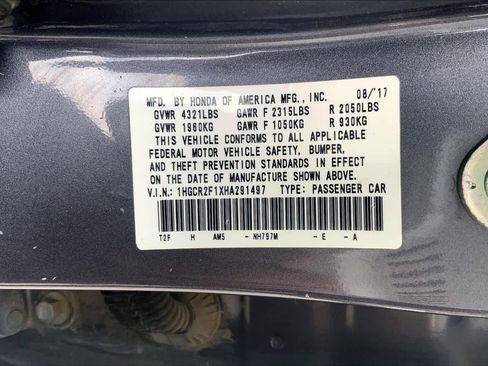 MFD. BY HONDA OF AMERICA MFG., INC. 08/'17
GVWR 4321LBS GAWR F 2315LBS R 2050LBS
GVWR 1960KG GAWR F 1050KG R 930KG
THIS VEHICLE CONFORMS TO ALL APPLICABLE
FEDERAL MOTOR VEHICLE SAFETY, BUMPER,
AND THEFT PREVENTION STANDARDS IN EFFECT
ON THE DATE OF MANUFACTURE SHOWN ABOVE.
V.I.N.: 1HGCR2F1XHA291497 TYPE: PASSENGER CAR
T2F H AMS -NH797M -E -A